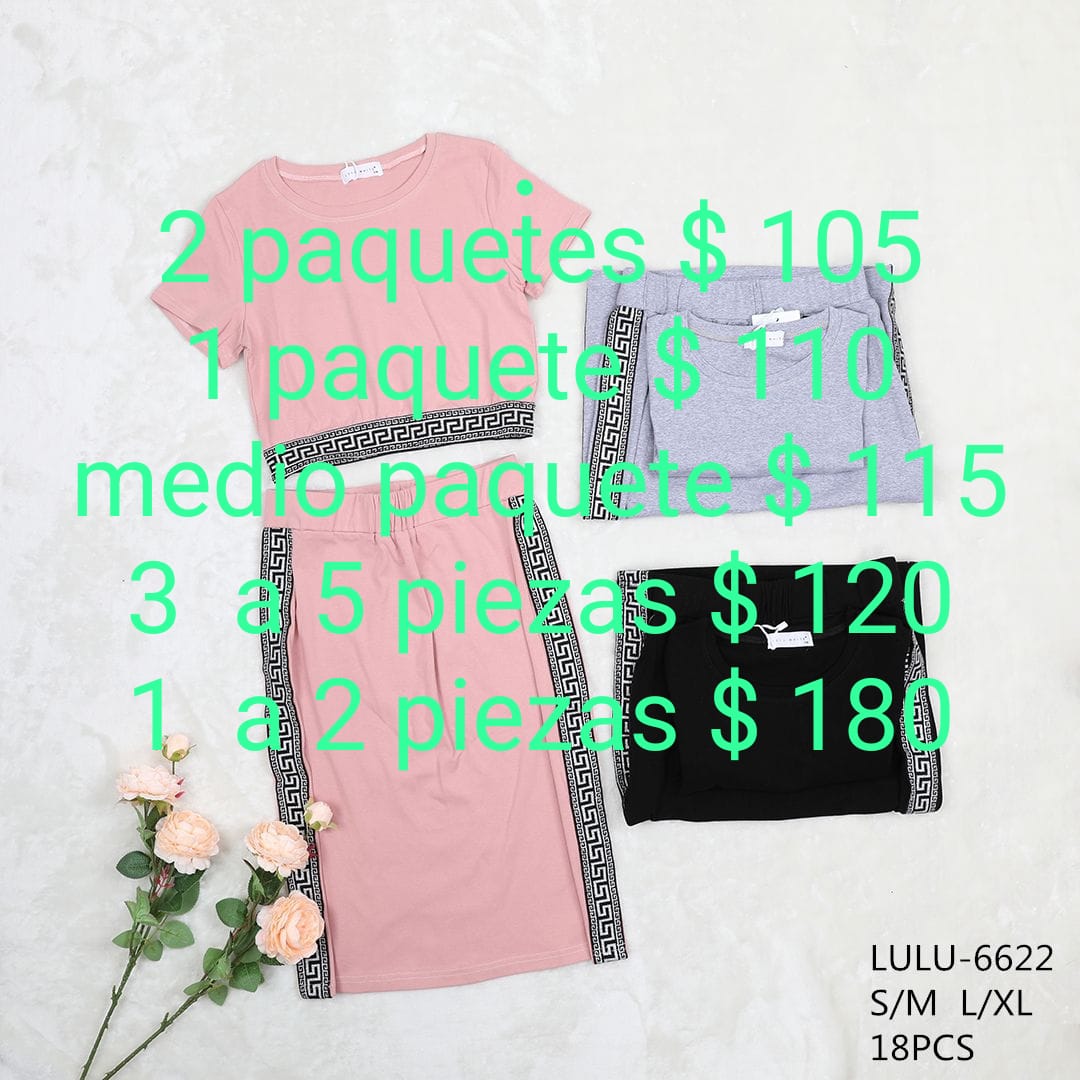 2 paquetes $ 105
1 paquete $ 110
medio paquete $ 115
3 a 5 piezas $ 120
1 a 2 piezas $ 180
LULU-6622
S/M L/XL
18PCS